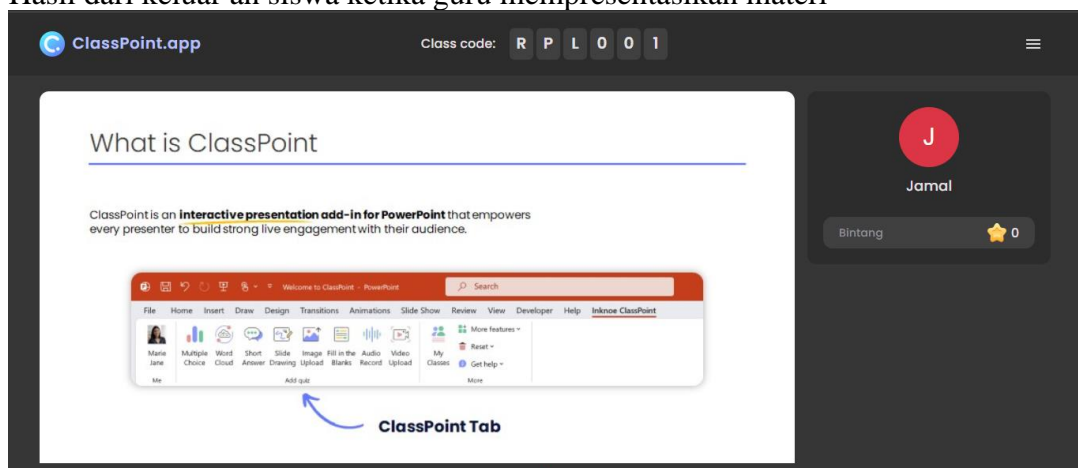 Hasil dari keluar an siswa ketika guru mempresentasikan materi
ClassPoint.app
Class code: R P L 0 0 1
What is ClassPoint
ClassPoint is an interactive presentation add-in for PowerPoint that empowers
every presenter to build strong live engagement with their audience.
Welcome to ClassPoint - PowerPoint
Search
File Home Insert Draw Design Transitions Animations Slide Show Review View Developer Help Inknoe ClassPoint
Marie Jane
Multiple Choice
Word Cloud
Short Answer
Slide Drawing
Image Upload
Fill in the Blanks
Audio Record
Video Upload
My Classes
More features
Reset
Get help
Me
Add quiz
More
ClassPoint Tab
J
Jamal
Bintang 0